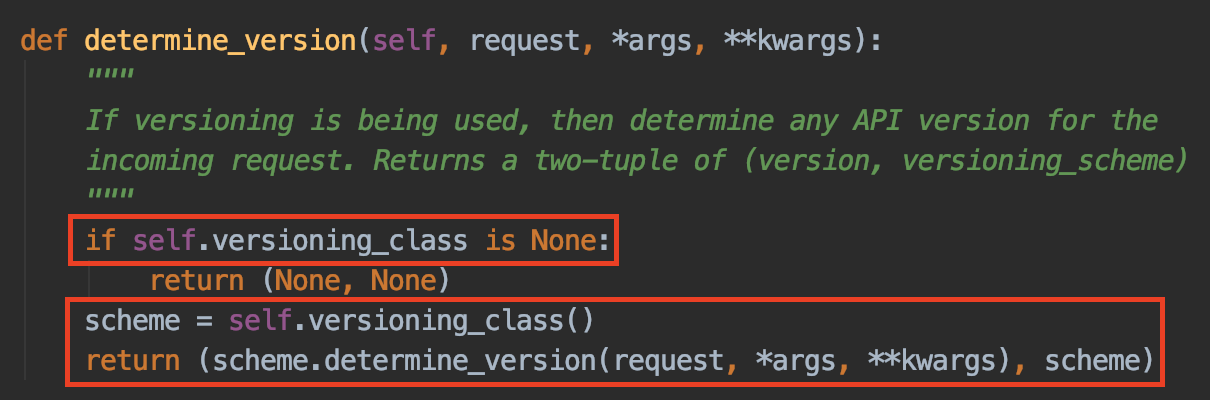 def determine_version(self, request, *args, **kwargs):
"""
If versioning is being used, then determine any API version for the
incoming request. Returns a two-tuple of (version, versioning_scheme)
"""
if self.versioning_class is None:
return (None, None)
scheme = self.versioning_class()
return (scheme.determine_version(request, *args, **kwargs), scheme)